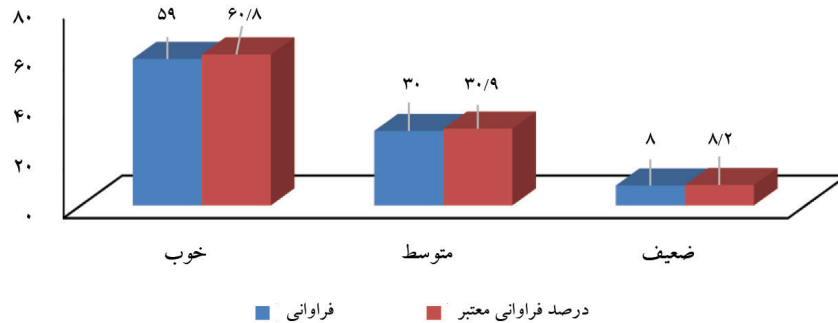 ۸۰
۶۰
۴۰
۲۰
۰
۵۹
۶۰/۸
۳۰
۳۰/۹
۸
۸/۲
خوب
متوسط
ضعیف
فراوانی
درصد فراوانی معتبر